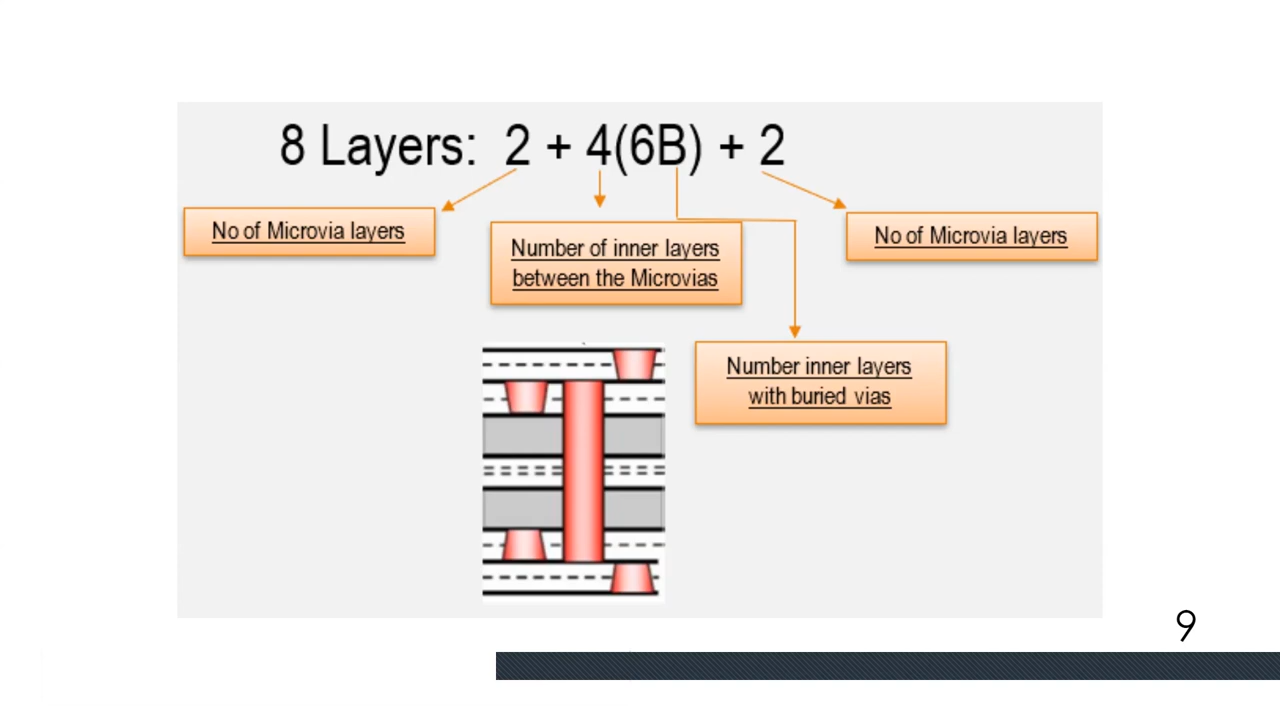 8 Layers: 2 + 4(6B) + 2
No of Microvia layers
Number of inner layers
between the Microvias
No of Microvia layers
Number inner layers
with buried vias
9